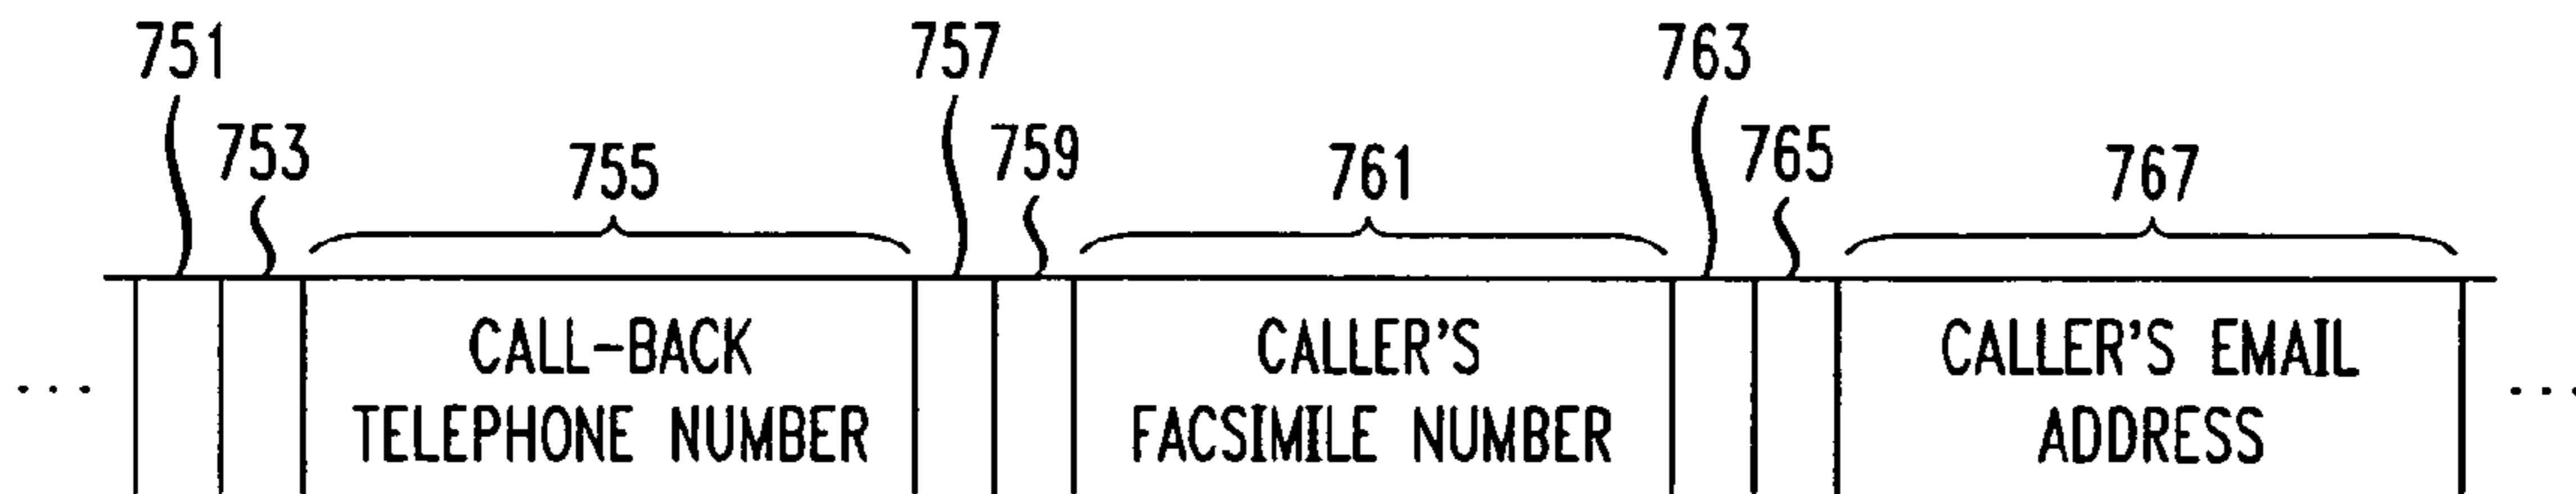 751 757 763
753 759 765
755 761 767
CALL-BACK CALLER'S CALLER'S EMAIL
... TELEPHONE NUMBER FACSIMILE NUMBER ADDRESS ...